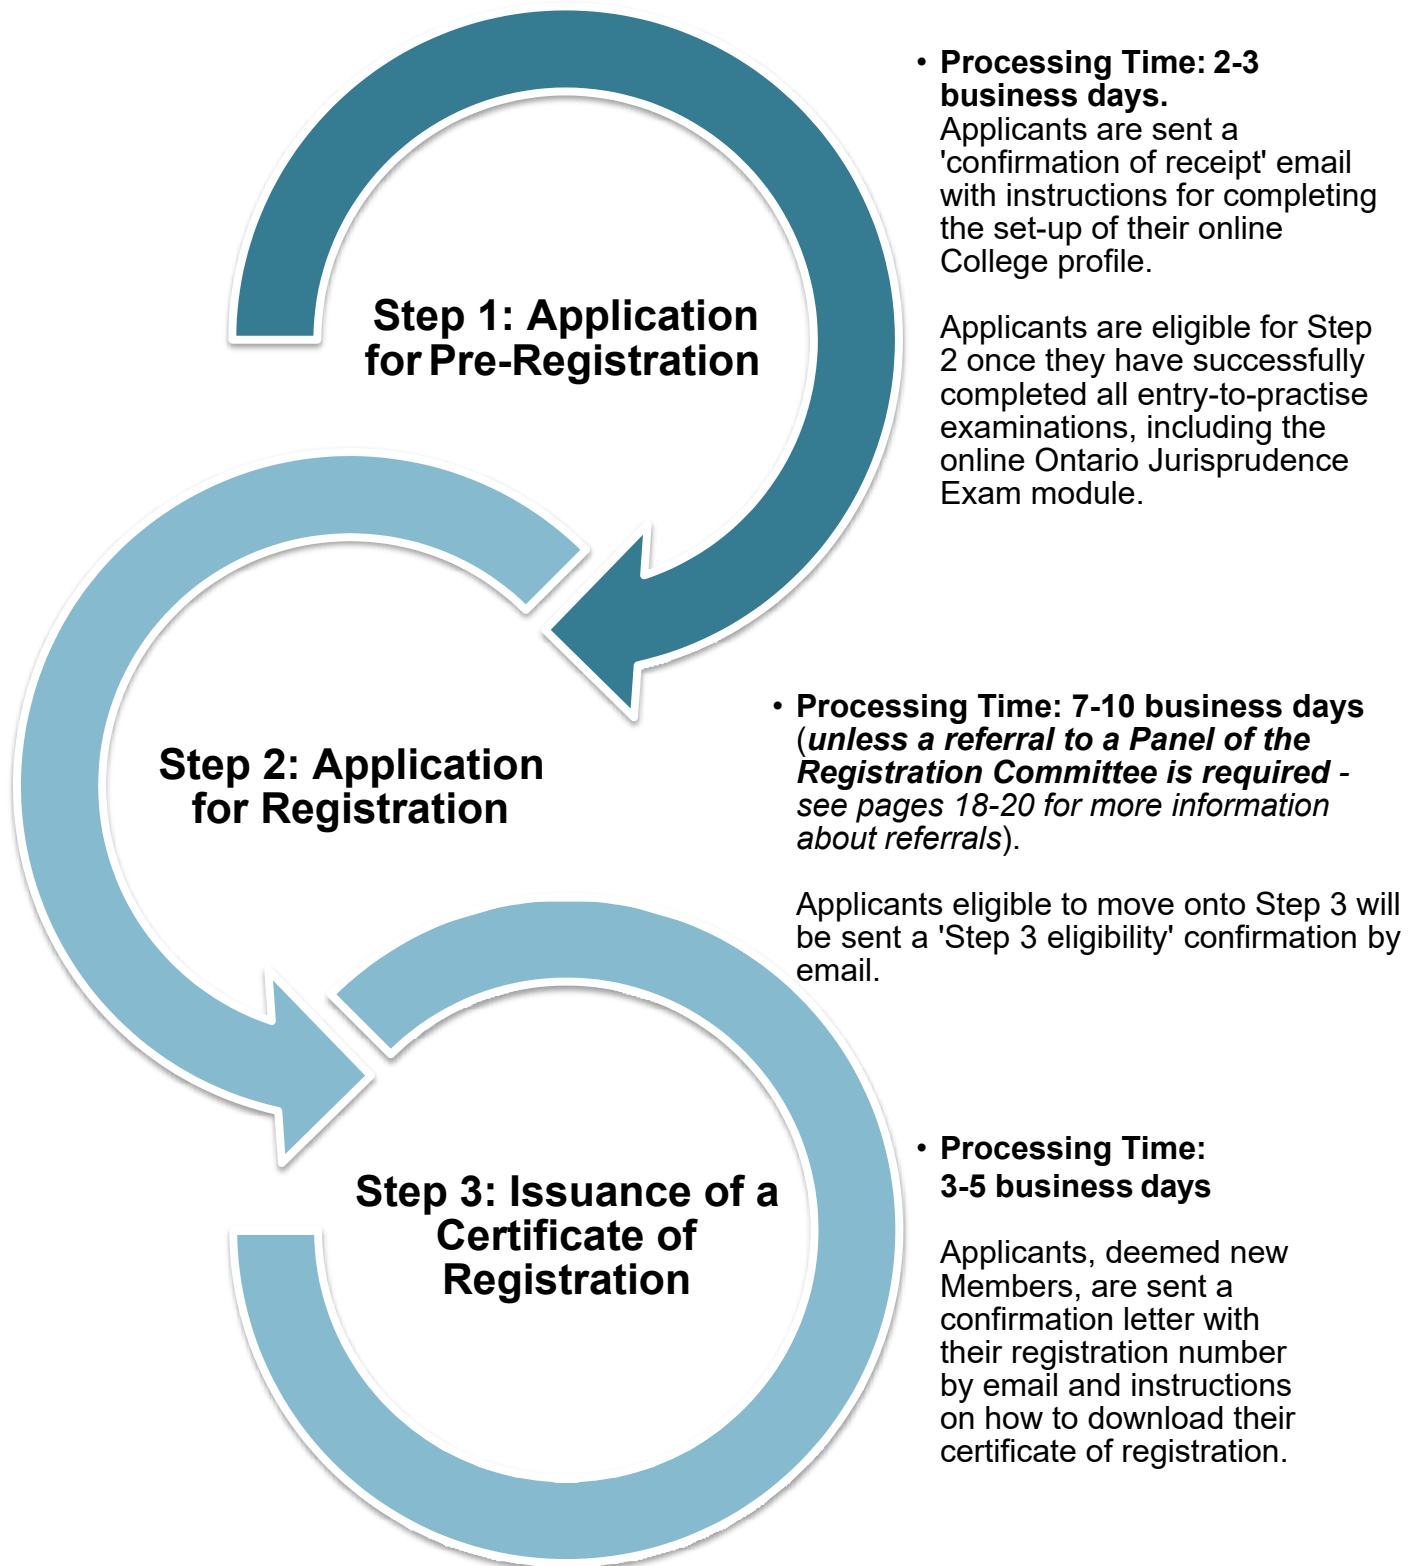 Step 1: Application
for Pre-Registration
• Processing Time: 2-3
business days.
Applicants are sent a
'confirmation of receipt' email
with instructions for completing
the set-up of their online
College profile.
Applicants are eligible for Step
2 once they have successfully
completed all entry-to-practise
examinations, including the
online Ontario Jurisprudence
Exam module.
Step 2: Application
for Registration
• Processing Time: 7-10 business days
(unless a referral to a Panel of the
Registration Committee is required -
see pages 18-20 for more information
about referrals).
Applicants eligible to move onto Step 3 will
be sent a 'Step 3 eligibility' confirmation by
email.
Step 3: Issuance of a
Certificate of
Registration
• Processing Time:
3-5 business days
Applicants, deemed new
Members, are sent a
confirmation letter with
their registration number
by email and instructions
on how to download their
certificate of registration.